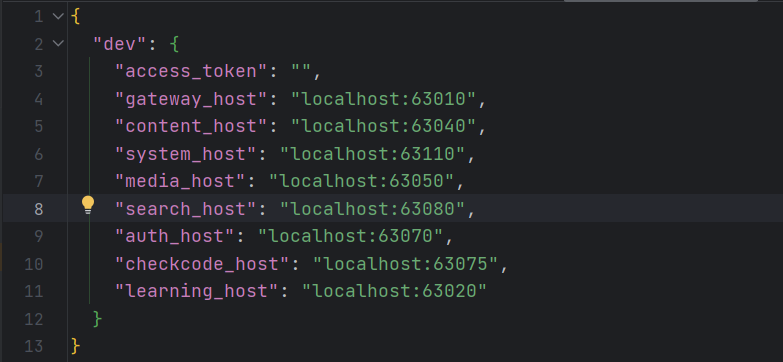 1 {
2 "dev": {
3 "access_token": "",
4 "gateway_host": "localhost:63010",
5 "content_host": "localhost:63040",
6 "system_host": "localhost:63110",
7 "media_host": "localhost:63050",
8 "search_host": "localhost:63080",
9 "auth_host": "localhost:63070",
10 "checkcode_host": "localhost:63075",
11 "learning_host": "localhost:63020"
12 }
13 }